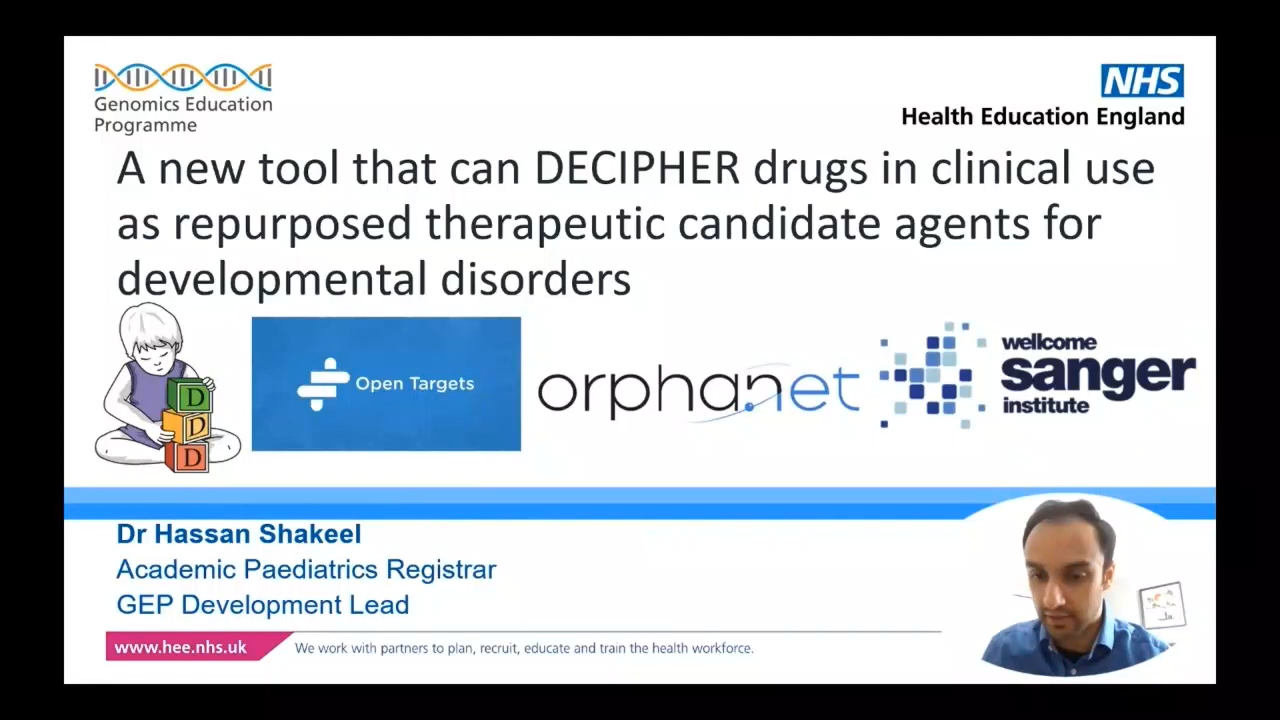 Genomics Education
Programme
NHS
Health Education England
A new tool that can DECIPHER drugs in clinical use
as repurposed therapeutic candidate agents for
developmental disorders
D
D
D
Open Targets
orphanet
wellcome
sanger
institute
Dr Hassan Shakeel
Academic Paediatrics Registrar
GEP Development Lead
www.hee.nhs.uk
We work with partners to plan, recruit, educate and train the health workforce.